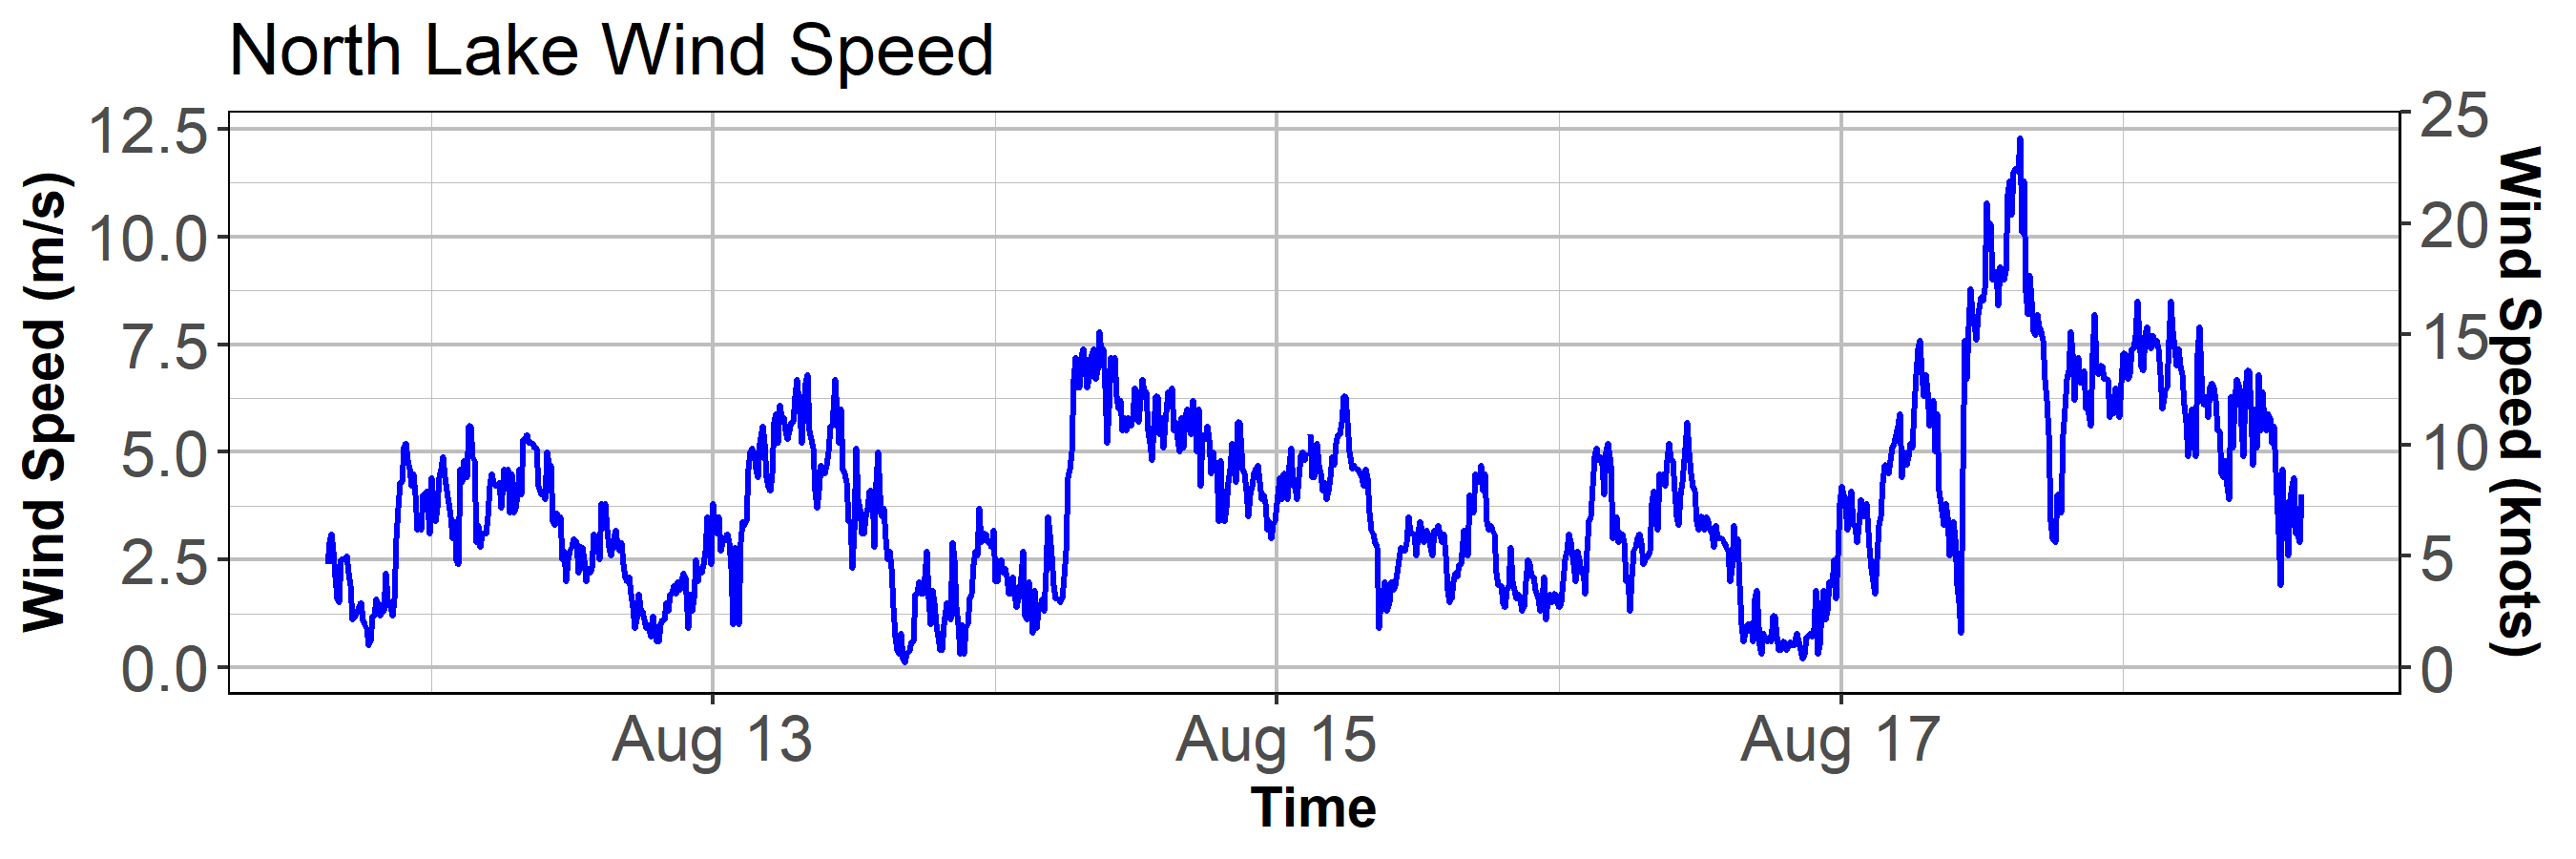 North Lake Wind Speed
Wind Speed (m/s)
12.5
10.0
7.5
5.0
2.5
0.0
25
20
15
10
5
0
Wind Speed (knots)
Aug 13
Aug 15
Aug 17
Time